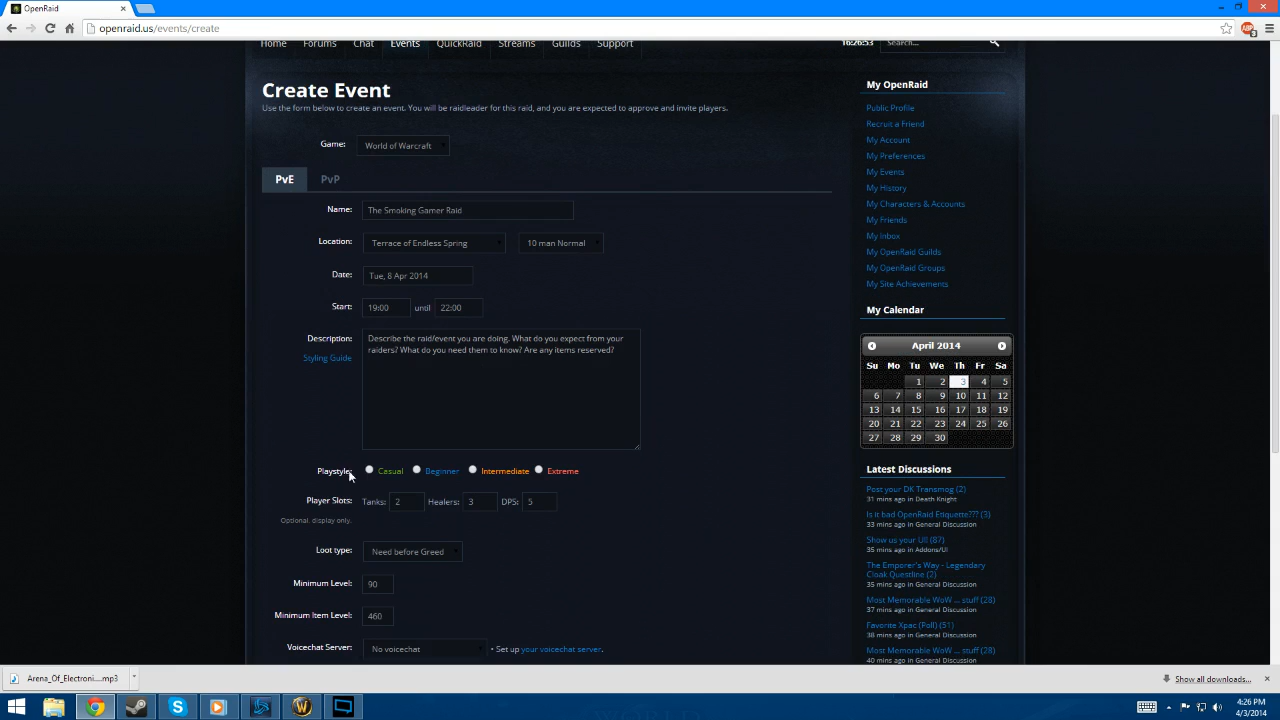 OpenRaid
openraid.us/events/create
Home Forums Chat Events QuickRaid Streams Guilds Support 16:26:53 Search...
Create Event
Use the form below to create an event. You will be raidleader for this raid, and you are expected to approve and invite players.
Game: World of Warcraft
PvE PvP
Name: The Smoking Gamer Raid
Location: Terrace of Endless Spring 10 man Normal
Date: Tue, 8 Apr 2014
Start: 19:00 until 22:00
Description: Describe the raid/event you are doing. What do you expect from your
raiders? What do you need them to know? Are any items reserved?
Styling Guide
Playstyle: Casual Beginner Intermediate Extreme
Player Slots: Tanks: 2 Healers: 3 DPS: 5
Optional, display only.
Loot type: Need before Greed
Minimum Level: 90
Minimum Item Level: 460
Voicechat Server: No voicechat • Set up your voicechat server.
My OpenRaid
Public Profile
Recruit a Friend
My Account
My Preferences
My Events
My History
My Characters & Accounts
My Friends
My Inbox
My OpenRaid Guilds
My OpenRaid Groups
My Site Achievements
My Calendar
April 2014
Su Mo Tu We Th Fr Sa
1 2 3 4 5
6 7 8 9 10 11 12
13 14 15 16 17 18 19
20 21 22 23 24 25 26
27 28 29 30
Latest Discussions
Post your DK Transmog (2)
31 mins ago in Death Knight
Is it bad OpenRaid Etiquette??? (3)
33 mins ago in General Discussion
Show us your UI! (87)
35 mins ago in Addons/UI
The Emporer's Way - Legendary
Cloak Questline (2)
35 mins ago in General Discussion
Most Memorable WoW ... stuff (28)
37 mins ago in General Discussion
Favorite Xpac (Poll) (51)
38 mins ago in General Discussion
Most Memorable WoW ... stuff (28)
40 mins ago in General Discussion
Arena_Of_Electroni....mp3
Show all downloads...
4:26 PM
4/3/2014